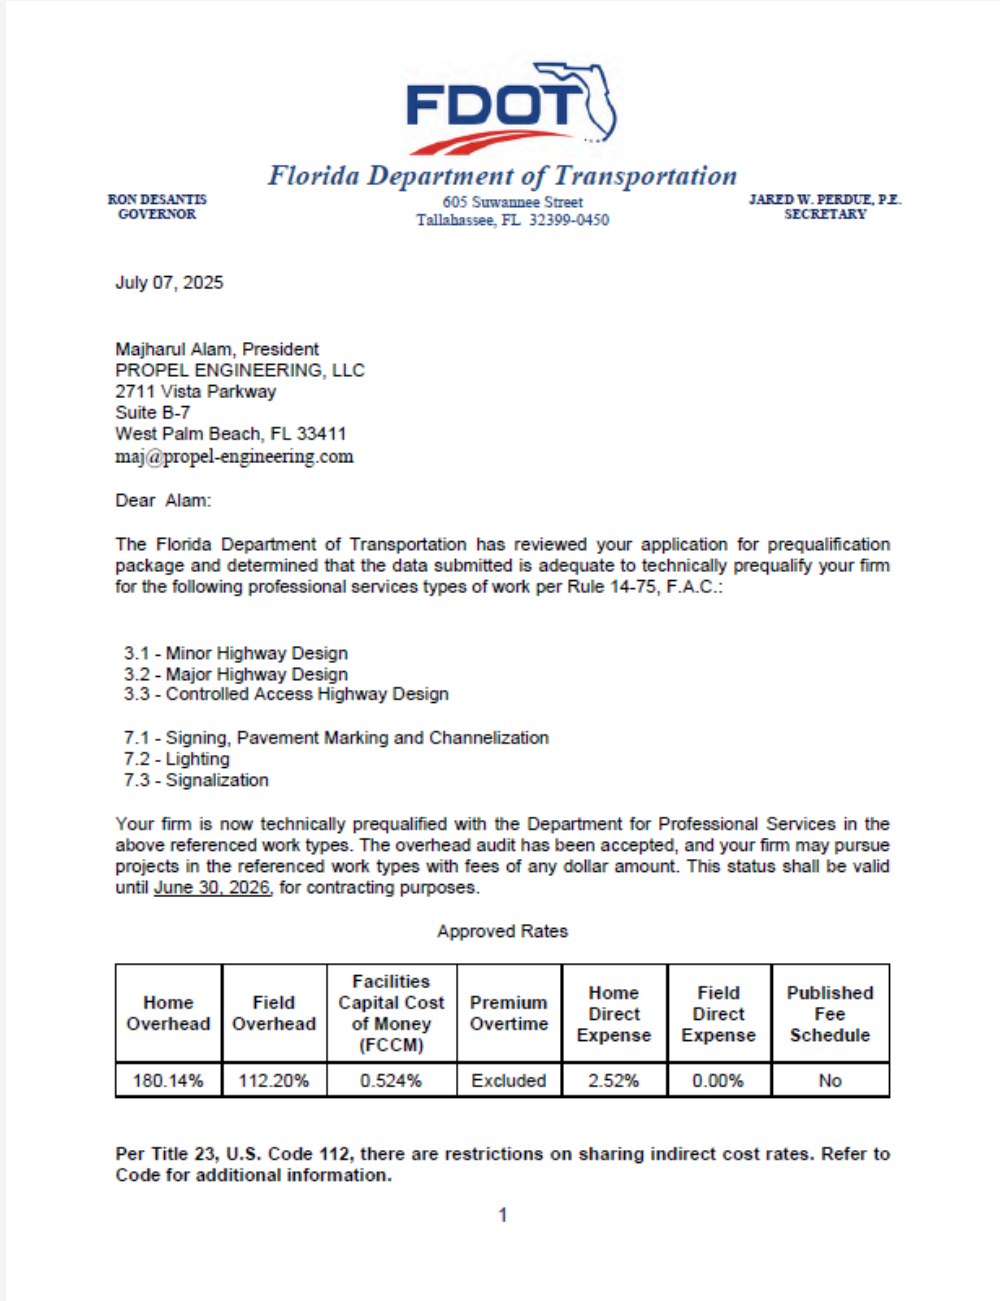 FDOT
Florida Department of Transportation
RON DESANTIS
GOVERNOR
605 Suwannee Street
Tallahassee, FL 32399-0450
JARED W. PERDUE, P.E.
SECRETARY
July 07, 2025
Majharul Alam, President
PROPEL ENGINEERING, LLC
2711 Vista Parkway
Suite B-7
West Palm Beach, FL 33411
maj@propel-engineering.com
Dear Alam:
The Florida Department of Transportation has reviewed your application for prequalification
package and determined that the data submitted is adequate to technically prequalify your firm
for the following professional services types of work per Rule 14-75, F.A.C.:
3.1 - Minor Highway Design
3.2 - Major Highway Design
3.3 - Controlled Access Highway Design
7.1 - Signing, Pavement Marking and Channelization
7.2 - Lighting
7.3 - Signalization
Your firm is now technically prequalified with the Department for Professional Services in the
above referenced work types. The overhead audit has been accepted, and your firm may pursue
projects in the referenced work types with fees of any dollar amount. This status shall be valid
until June 30, 2026, for contracting purposes.
Approved Rates
Home Overhead
Field Overhead
Facilities Capital Cost of Money (FCCM)
Premium Overtime
Home Direct Expense
Field Direct Expense
Published Fee Schedule
180.14% 112.20% 0.524% Excluded 2.52% 0.00% No
Per Title 23, U.S. Code 112, there are restrictions on sharing indirect cost rates. Refer to
Code for additional information.
1